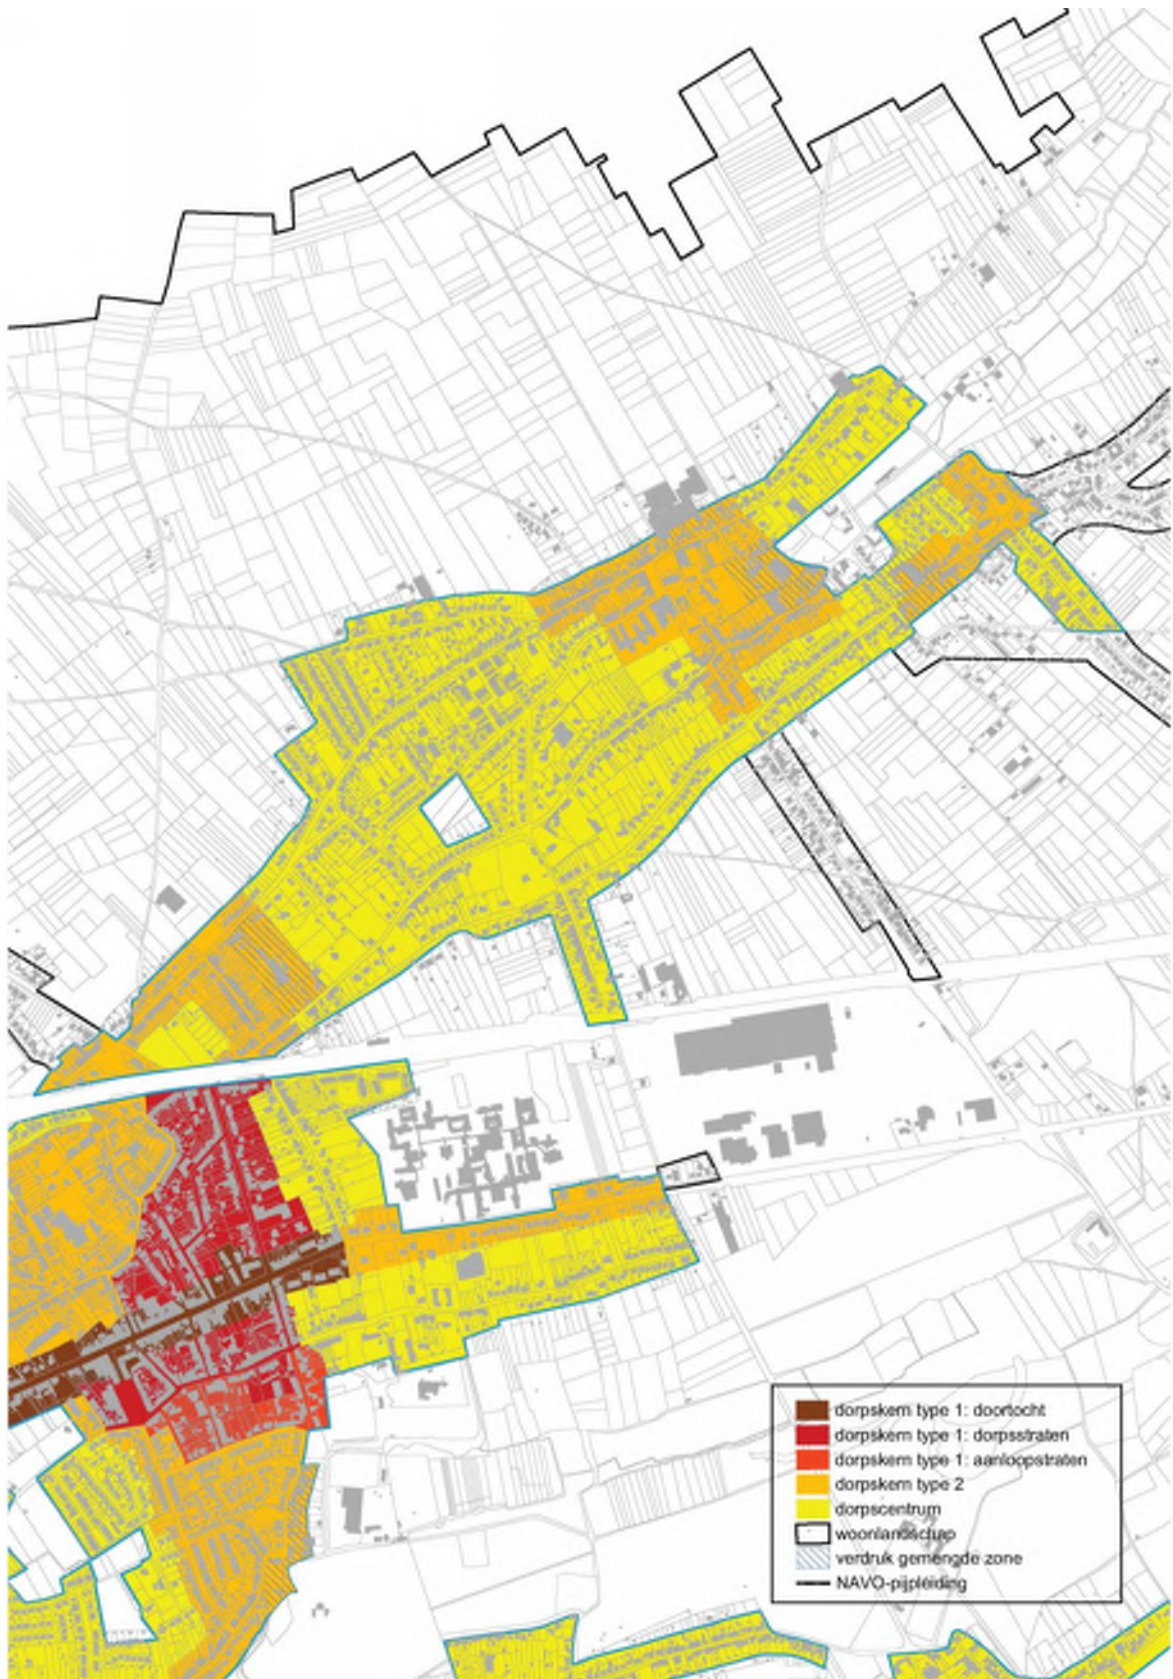 dorpskern type 1: doortocht
dorpskern type 1: dorpsstraten
dorpskern type 1: aanloopstraten
dorpskern type 2
dorpscentrum
woonlandschap
verdruk gemengde zone
NAVO-pijpleiding